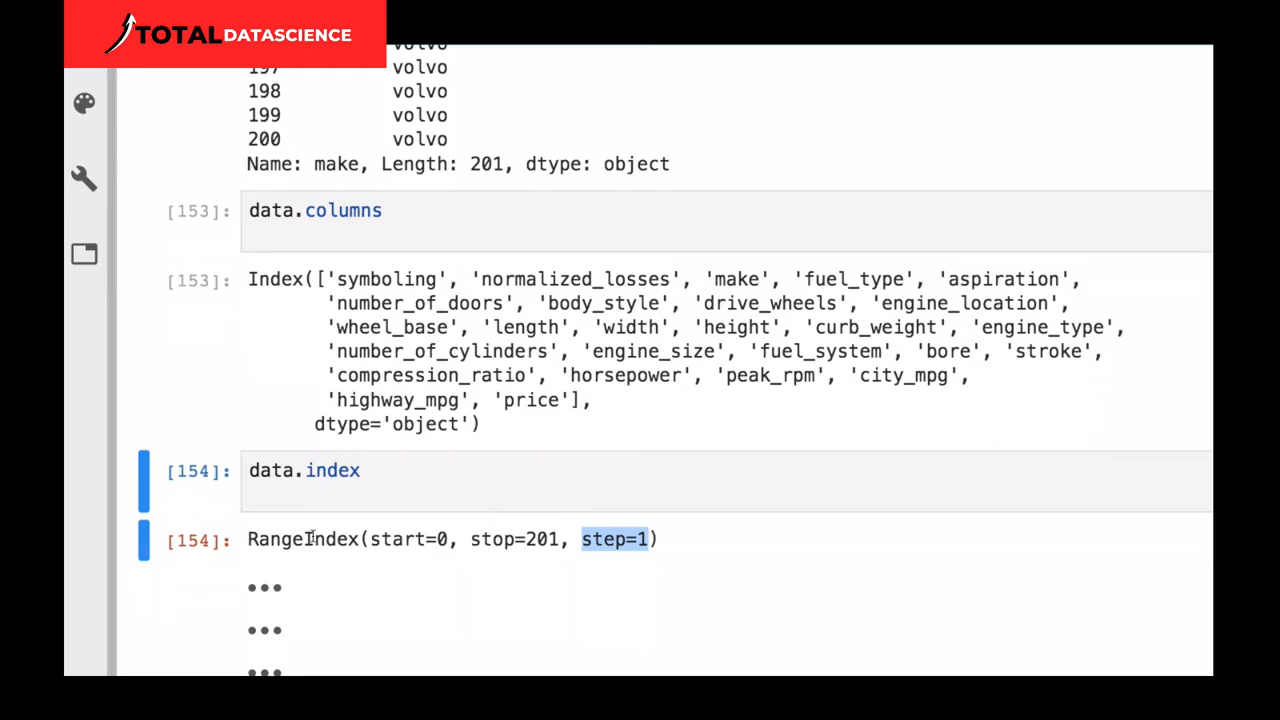 TOTAL DATASCIENCE
volvo
197 volvo
198 volvo
199 volvo
200 volvo
Name: make, Length: 201, dtype: object
[153]: data.columns
[153]: Index(['symboling', 'normalized_losses', 'make', 'fuel_type', 'aspiration',
'number_of_doors', 'body_style', 'drive_wheels', 'engine_location',
'wheel_base', 'length', 'width', 'height', 'curb_weight', 'engine_type',
'number_of_cylinders', 'engine_size', 'fuel_system', 'bore', 'stroke',
'compression_ratio', 'horsepower', 'peak_rpm', 'city_mpg',
'highway_mpg', 'price'],
dtype='object')
[154]: data.index
[154]: RangeIndex(start=0, stop=201, step=1)